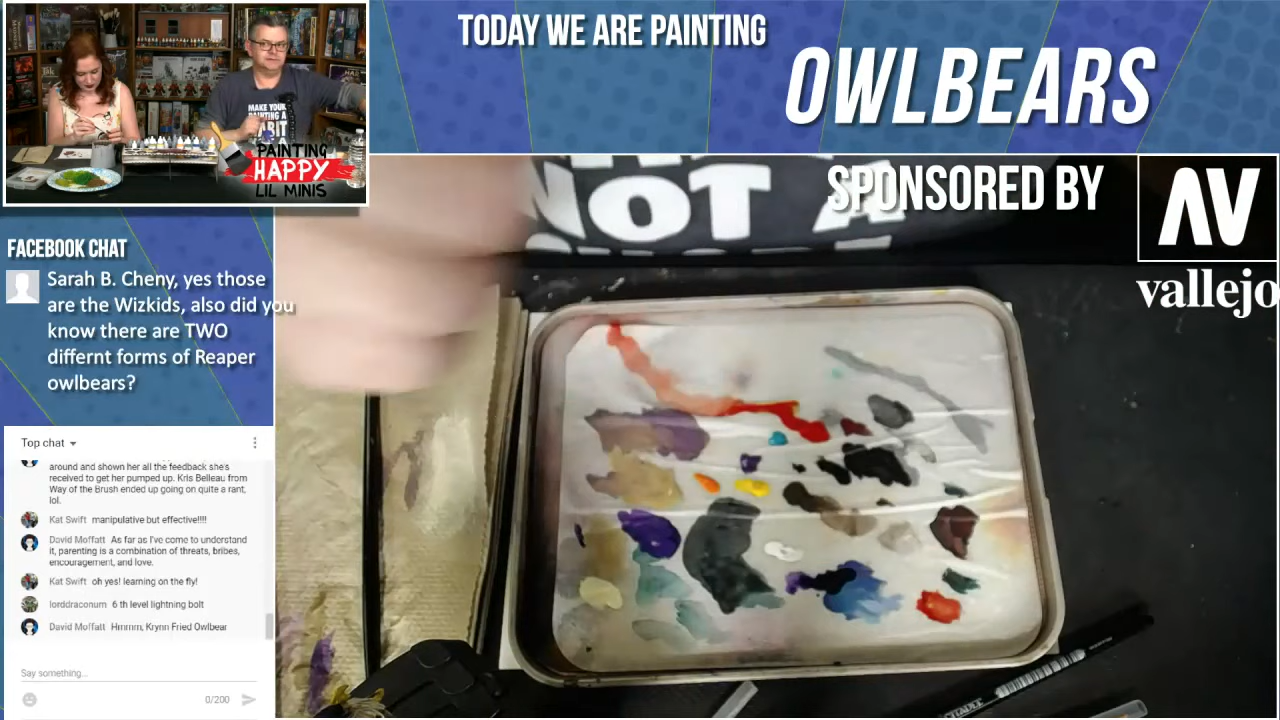 TODAY WE ARE PAINTING
OWLBEARS
MAKE YOUR
PAINTING A
PAINTING
HAPPY
LIL MINIS
NOT A
SPONSORED BY
vallejo
FACEBOOK CHAT
Sarah B. Cheny, yes those
are the Wizkids, also did you
know there are TWO
differnt forms of Reaper
owlbears?
Top chat
around and shown her all the feedback she's
received to get her pumped up. Kris Belleau from
Way of the Brush ended up going on quite a rant,
lol.
Kat Swift manipulative but effective!!!!
David Moffatt As far as I've come to understand
it, parenting is a combination of threats, bribes,
encouragement, and love.
Kat Swift oh yes! learning on the fly!
lorddraconum 6 th level lightning bolt
David Moffatt Hmmm, Krynn Fried Owlbear
Say something...
0/200
CITADEL